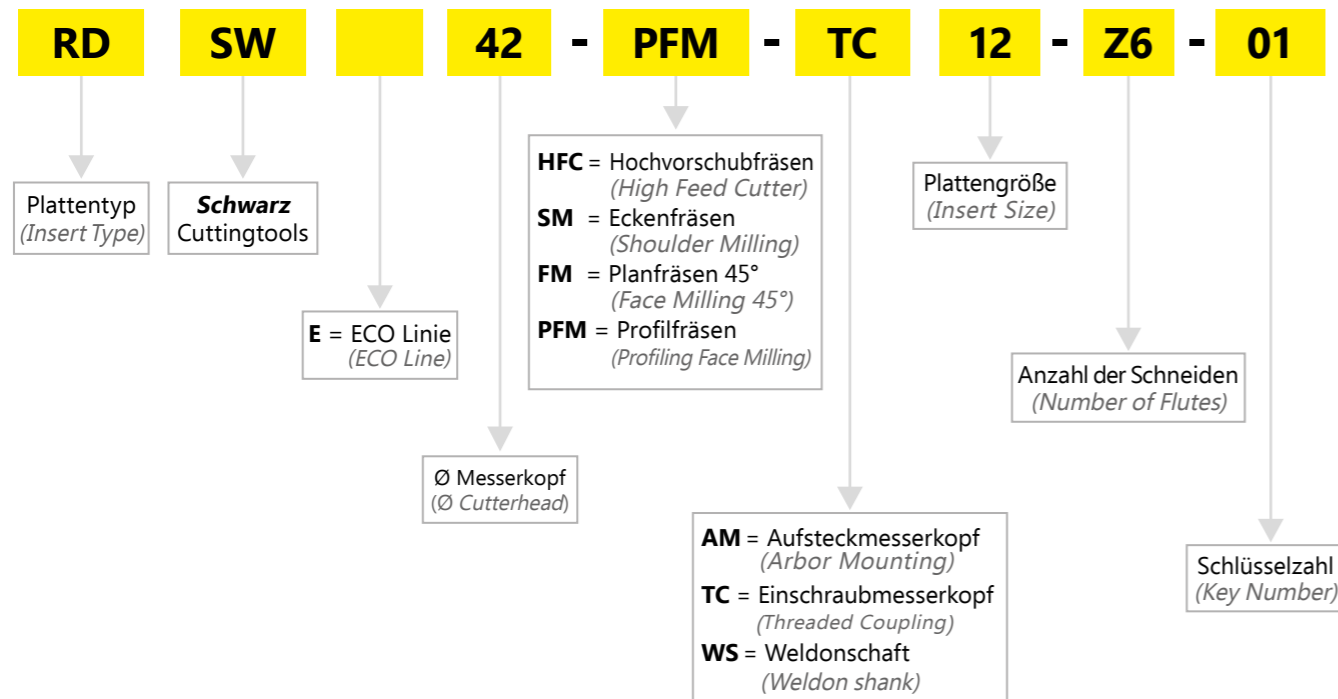 RD SW 42 - PFM - TC 12 - Z6 - 01
Plattentyp
(Insert Type)
Schwarz
Cuttingtools
E = ECO Linie
(ECO Line)
Ø Messerkopf
(Ø Cutterhead)
HFC = Hochvorschubfräsen
(High Feed Cutter)
SM = Eckenfräsen
(Shoulder Milling)
FM = Planfräsen 45°
(Face Milling 45°)
PFM = Profilfräsen
(Profiling Face Milling)
AM = Aufsteckmesserkopf
(Arbor Mounting)
TC = Einschraubmesserkopf
(Threaded Coupling)
WS = Weldonschaft
(Weldon shank)
Plattengröße
(Insert Size)
Anzahl der Schneiden
(Number of Flutes)
Schlüsselzahl
(Key Number)